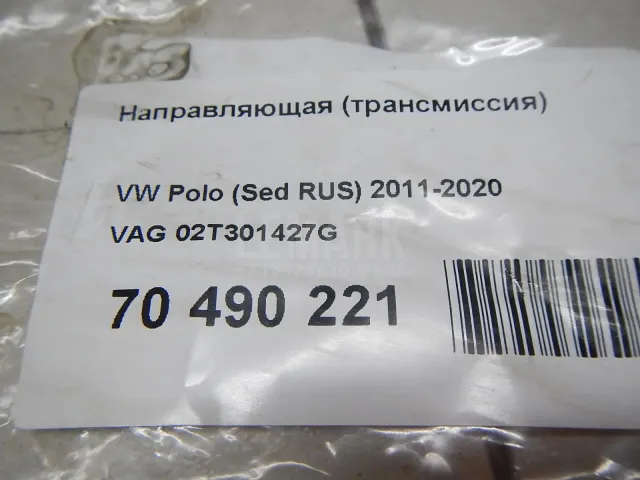 Направляющая (трансмиссия)
VW Polo (Sed RUS) 2011-2020
VAG 02T301427G
70 490 221